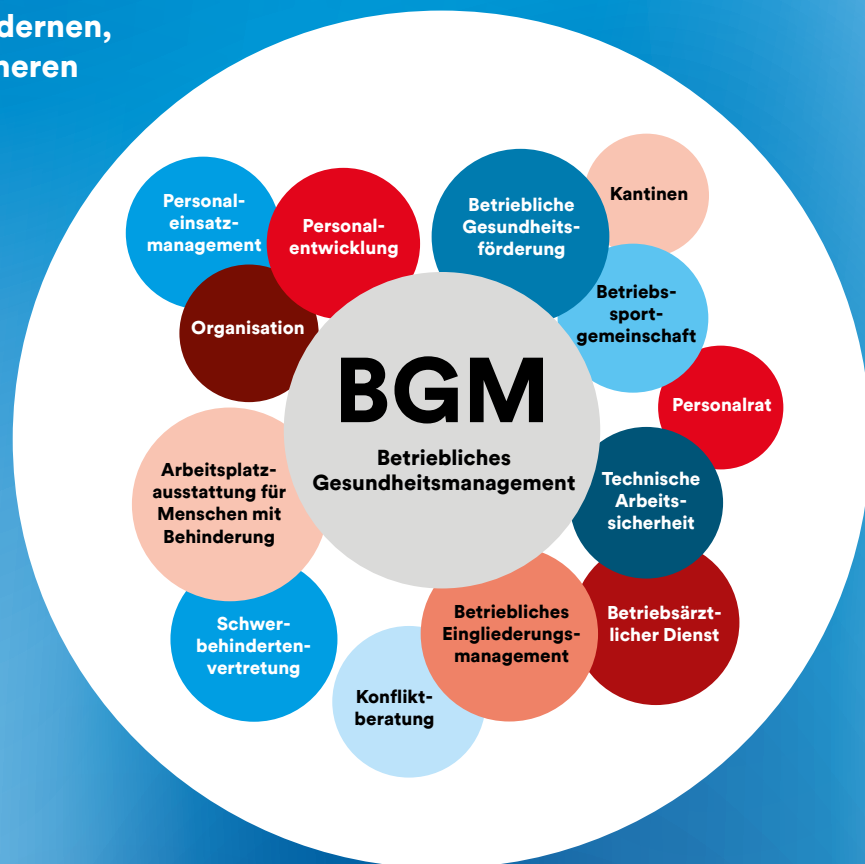 dernen,
heren
Personal-
einsatz-
management
Personal-
entwicklung
Betriebliche
Gesundheits-
förderung
Kantinen
Organisation
Betriebs-
sport-
gemeinschaft
BGM
Betriebliches
Gesundheitsmanagement
Personalrat
Arbeitsplatz-
ausstattung für
Menschen mit
Behinderung
Technische
Arbeits-
sicherheit
Schwer-
behinderten-
vertretung
Betriebliches
Eingliederungs-
management
Betriebsärzt-
licher Dienst
Konflikt-
beratung